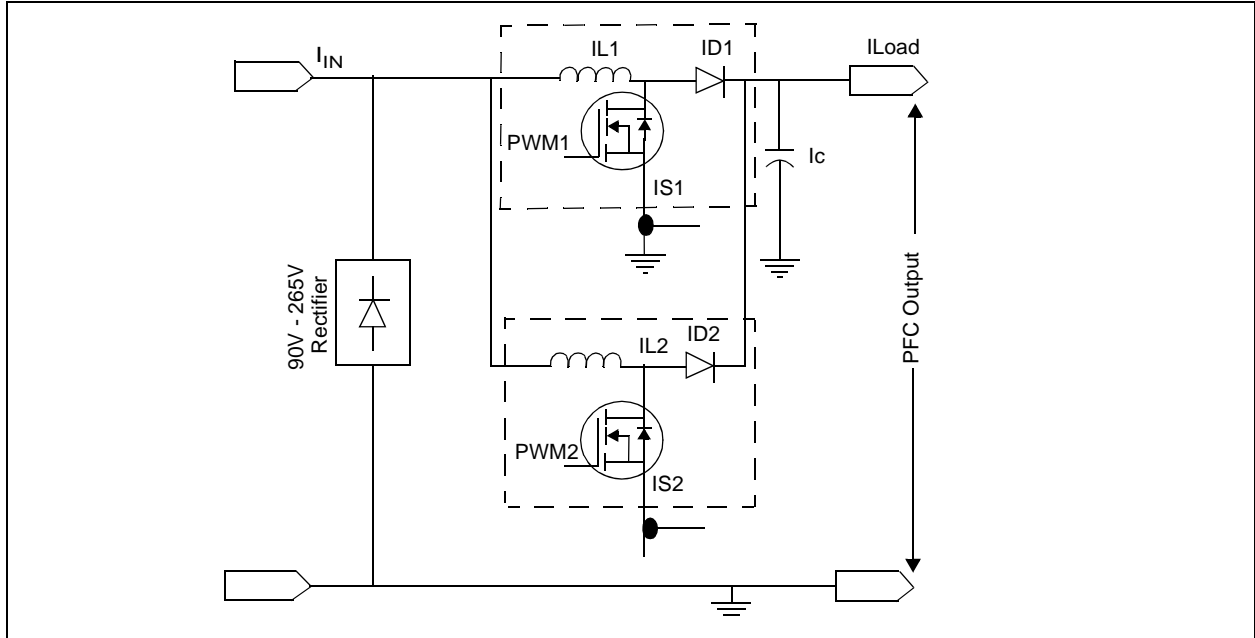 I_IN
IL1
ID1
ILoad
PWM1
Ic
IS1
90V - 265V
Rectifier
PFC Output
IL2
ID2
PWM2
IS2